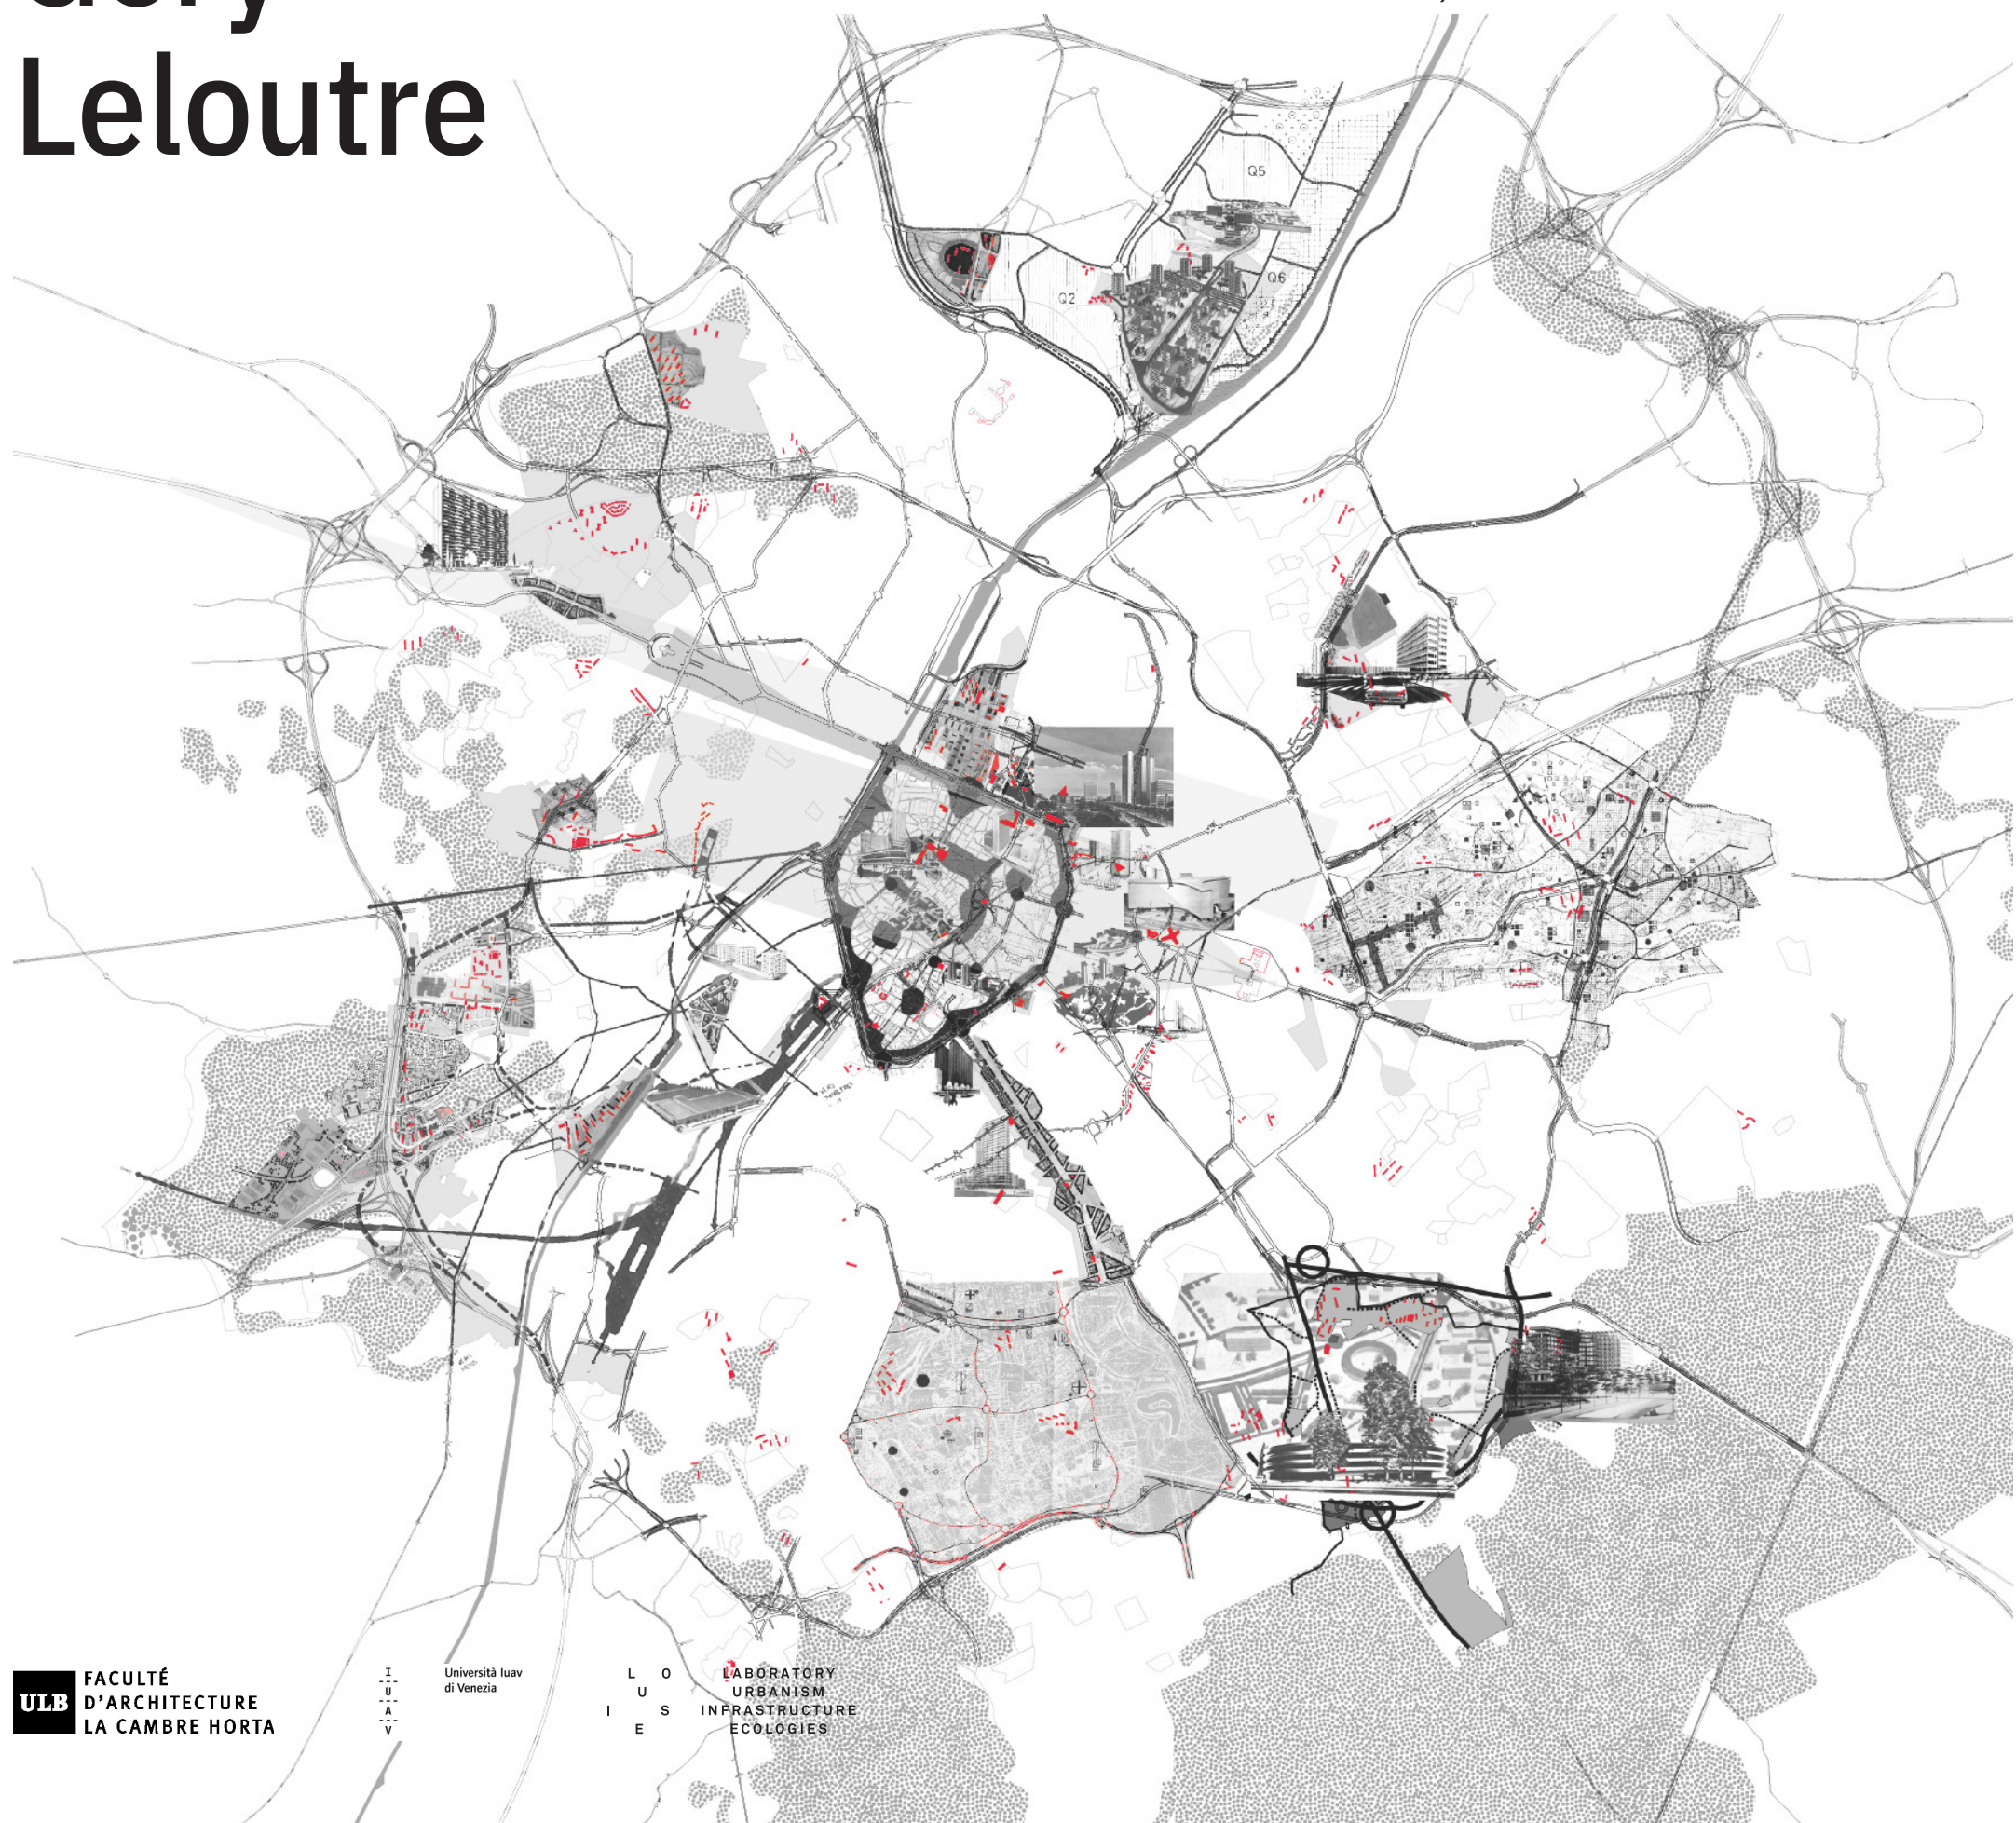 Leloutre
Q5
Q6
Q2
ULB
FACULTÉ
D'ARCHITECTURE
LA CAMBRE HORTA
I
U
A
V
Università Iuav
di Venezia
L O
U
I S
E
LABORATORY
URBANISM
INFRASTRUCTURE
ECOLOGIES